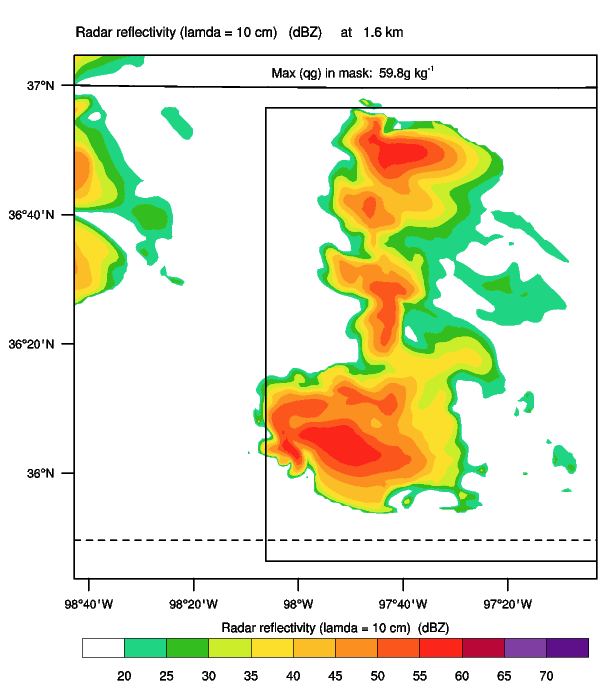 Radar reflectivity (lamda = 10 cm) (dBZ) at 1.6 km
Max (qg) in mask: 59.8g kg⁻¹
37°N
36°40'N
36°20'N
36°N
98°40'W 98°20'W 98°W 97°40'W 97°20'W
Radar reflectivity (lamda = 10 cm) (dBZ)
20 25 30 35 40 45 50 55 60 65 70